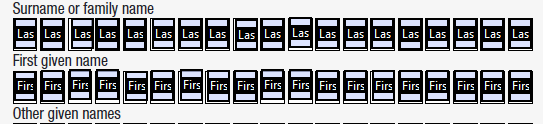 Surname or family name
Las Las Las Las Las Las Las Las Las Las Las Las Las Las Las Las Las Las Las
First given name
Firs Firs Firs Firs Firs Firs Firs Firs Firs Firs Firs Firs Firs Firs Firs Firs Firs Firs Firs
Other given names